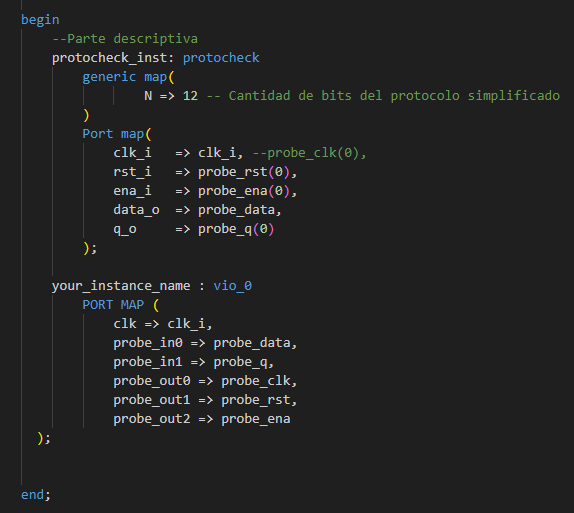 begin
--Parte descriptiva
protocheck_inst: protocheck
generic map(
N => 12 -- Cantidad de bits del protocolo simplificado
)
Port map(
clk_i => clk_i, --probe_clk(0),
rst_i => probe_rst(0),
ena_i => probe_ena(0),
data_o => probe_data,
q_o => probe_q(0)
);
your_instance_name : vio_0
PORT MAP (
clk => clk_i,
probe_in0 => probe_data,
probe_in1 => probe_q,
probe_out0 => probe_clk,
probe_out1 => probe_rst,
probe_out2 => probe_ena
);
end;